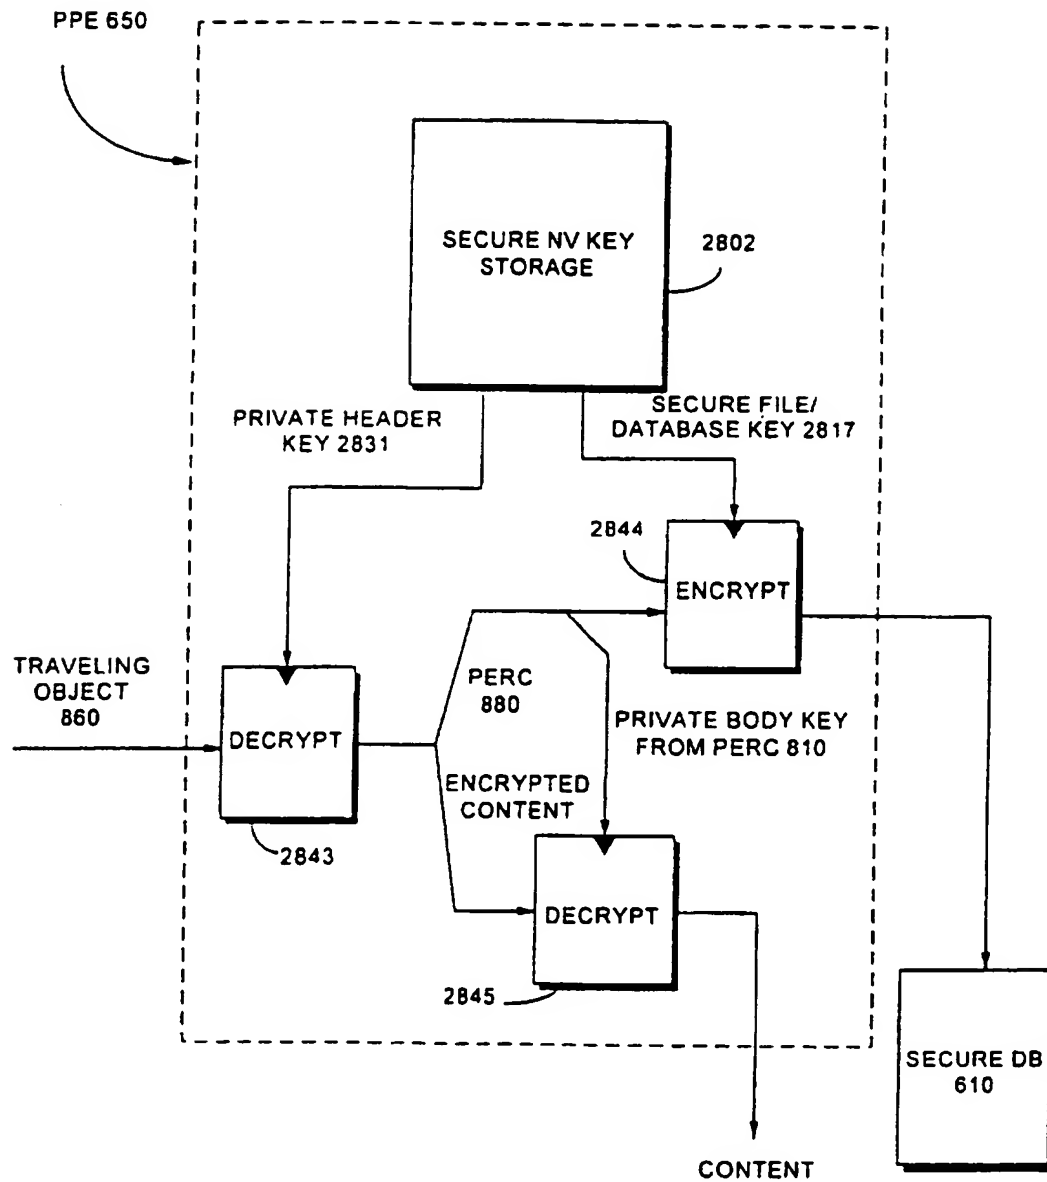 PPE 650
SECURE NV KEY
STORAGE
2802
PRIVATE HEADER
KEY 2831
SECURE FILE/
DATABASE KEY 2817
2844
ENCRYPT
TRAVELING
OBJECT
860
DECRYPT
PERC
880
PRIVATE BODY KEY
FROM PERC 810
ENCRYPTED
CONTENT
2843
DECRYPT
2845
SECURE DB
610
CONTENT